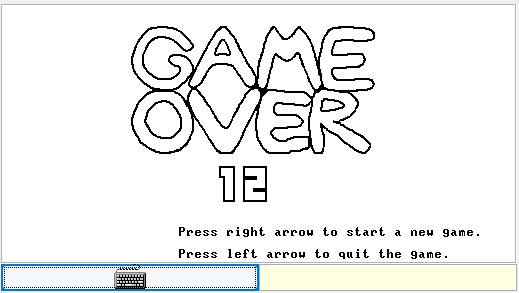 GAME
OVER
12
Press right arrow to start a new game.
Press left arrow to quit the game.